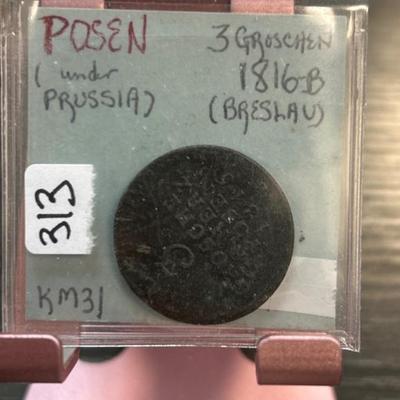 POSEN
(under
PRUSSIA)
3 GROSCHEN
1816-B
(BRESLAU)
313
KM31